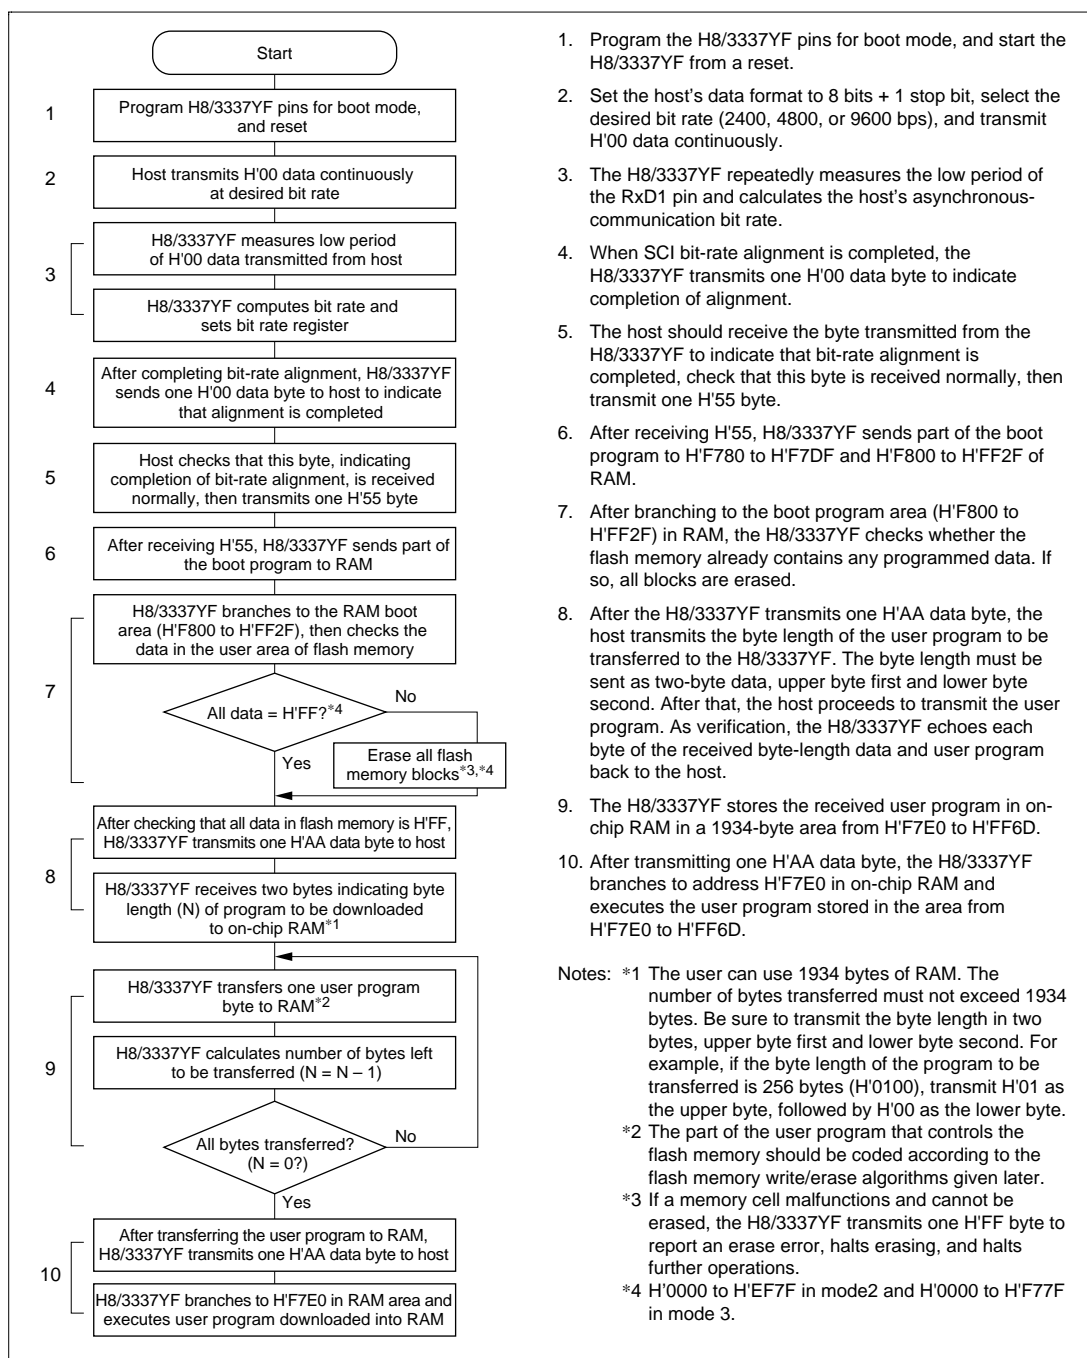 Start
1
Program H8/3337YF pins for boot mode,
and reset
2
Host transmits H'00 data continuously
at desired bit rate
3
H8/3337YF measures low period
of H'00 data transmitted from host
H8/3337YF computes bit rate and
sets bit rate register
4
After completing bit-rate alignment, H8/3337YF
sends one H'00 data byte to host to indicate
that alignment is completed
5
Host checks that this byte, indicating
completion of bit-rate alignment, is received
normally, then transmits one H'55 byte
6
After receiving H'55, H8/3337YF sends part of
the boot program to RAM
7
H8/3337YF branches to the RAM boot
area (H'F800 to H'FF2F), then checks the
data in the user area of flash memory
All data = H'FF?*4
No
Yes
Erase all flash
memory blocks*3,*4
8
After checking that all data in flash memory is H'FF,
H8/3337YF transmits one H'AA data byte to host
H8/3337YF receives two bytes indicating byte
length (N) of program to be downloaded
to on-chip RAM*1
9
H8/3337YF transfers one user program
byte to RAM*2
H8/3337YF calculates number of bytes left
to be transferred (N = N – 1)
All bytes transferred?
(N = 0?)
No
Yes
10
After transferring the user program to RAM,
H8/3337YF transmits one H'AA data byte to host
H8/3337YF branches to H'F7E0 in RAM area and
executes user program downloaded into RAM
1. Program the H8/3337YF pins for boot mode, and start the
H8/3337YF from a reset.
2. Set the host's data format to 8 bits + 1 stop bit, select the
desired bit rate (2400, 4800, or 9600 bps), and transmit
H'00 data continuously.
3. The H8/3337YF repeatedly measures the low period of
the RxD1 pin and calculates the host's asynchronous-
communication bit rate.
4. When SCI bit-rate alignment is completed, the
H8/3337YF transmits one H'00 data byte to indicate
completion of alignment.
5. The host should receive the byte transmitted from the
H8/3337YF to indicate that bit-rate alignment is
completed, check that this byte is received normally, then
transmit one H'55 byte.
6. After receiving H'55, H8/3337YF sends part of the boot
program to H'F780 to H'F7DF and H'F800 to H'FF2F of
RAM.
7. After branching to the boot program area (H'F800 to
H'FF2F) in RAM, the H8/3337YF checks whether the
flash memory already contains any programmed data. If
so, all blocks are erased.
8. After the H8/3337YF transmits one H'AA data byte, the
host transmits the byte length of the user program to be
transferred to the H8/3337YF. The byte length must be
sent as two-byte data, upper byte first and lower byte
second. After that, the host proceeds to transmit the user
program. As verification, the H8/3337YF echoes each
byte of the received byte-length data and user program
back to the host.
9. The H8/3337YF stores the received user program in on-
chip RAM in a 1934-byte area from H'F7E0 to H'FF6D.
10. After transmitting one H'AA data byte, the H8/3337YF
branches to address H'F7E0 in on-chip RAM and
executes the user program stored in the area from
H'F7E0 to H'FF6D.
Notes: *1 The user can use 1934 bytes of RAM. The
number of bytes transferred must not exceed 1934
bytes. Be sure to transmit the byte length in two
bytes, upper byte first and lower byte second. For
example, if the byte length of the program to be
transferred is 256 bytes (H'0100), transmit H'01 as
the upper byte, followed by H'00 as the lower byte.
*2 The part of the user program that controls the
flash memory should be coded according to the
flash memory write/erase algorithms given later.
*3 If a memory cell malfunctions and cannot be
erased, the H8/3337YF transmits one H'FF byte to
report an erase error, halts erasing, and halts
further operations.
*4 H'0000 to H'EF7F in mode2 and H'0000 to H'F77F
in mode 3.